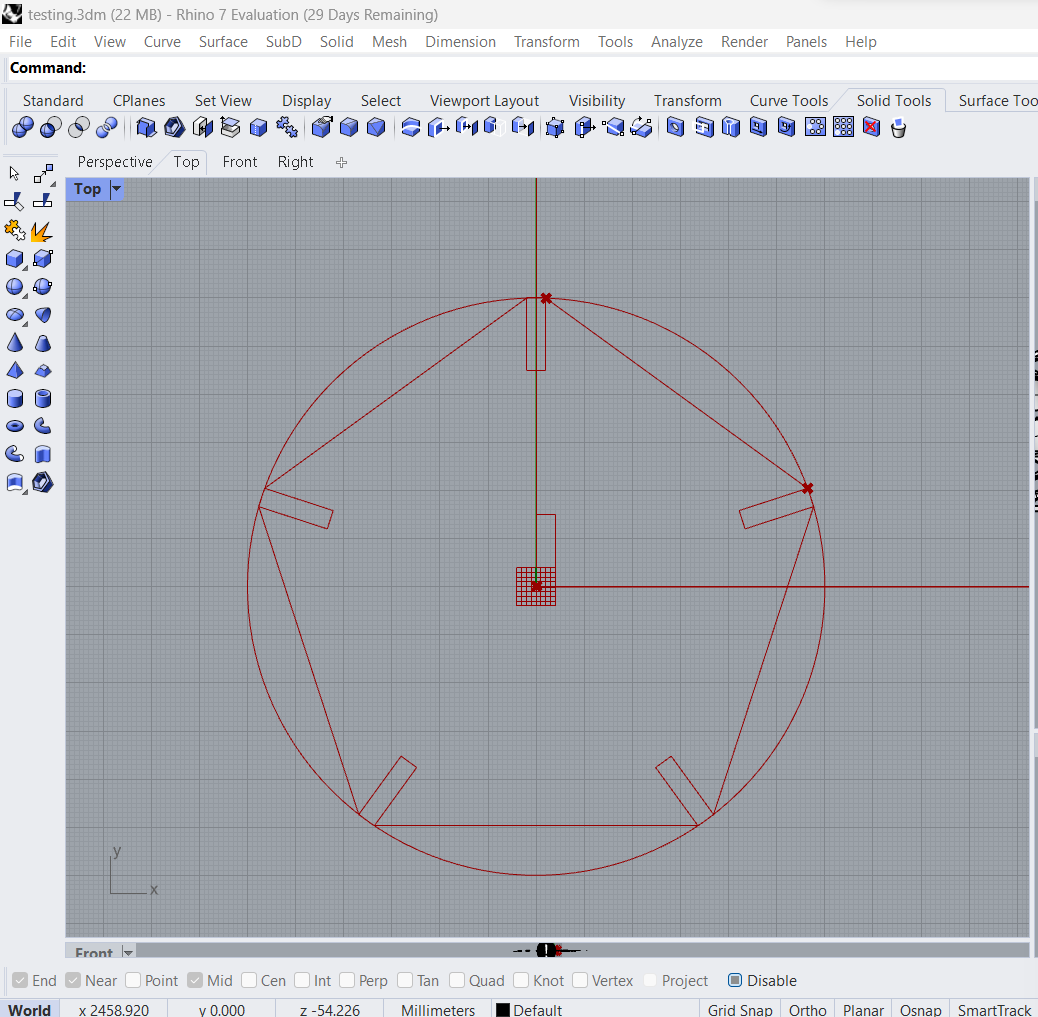 testing.3dm (22 MB) - Rhino 7 Evaluation (29 Days Remaining)
File Edit View Curve Surface SubD Solid Mesh Dimension Transform Tools Analyze Render Panels Help
Command:
Standard CPlanes Set View Display Select Viewport Layout Visibility Transform Curve Tools Solid Tools Surface Too
Perspective Top Front Right
Top
y
x
Front
End Near Point Mid Cen Int Perp Tan Quad Knot Vertex Project Disable
World x 2458.920 y 0.000 z -54.226 Millimeters Default Grid Snap Ortho Planar Osnap SmartTrack